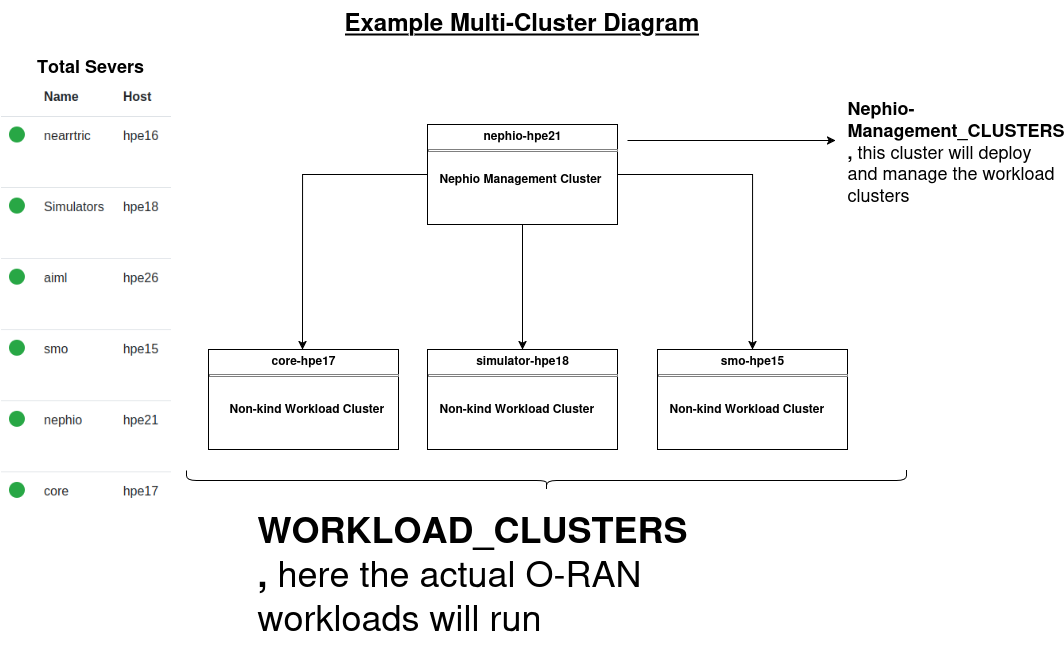 Example Multi-Cluster Diagram
Total Severs
Name Host
nearrtric hpe16
Simulators hpe18
aiml hpe26
smo hpe15
nephio hpe21
core hpe17
nephio-hpe21
Nephio Management Cluster
Nephio-
Management_CLUSTERS
, this cluster will deploy
and manage the workload
clusters
core-hpe17
Non-kind Workload Cluster
simulator-hpe18
Non-kind Workload Cluster
smo-hpe15
Non-kind Workload Cluster
WORKLOAD_CLUSTERS
, here the actual O-RAN
workloads will run